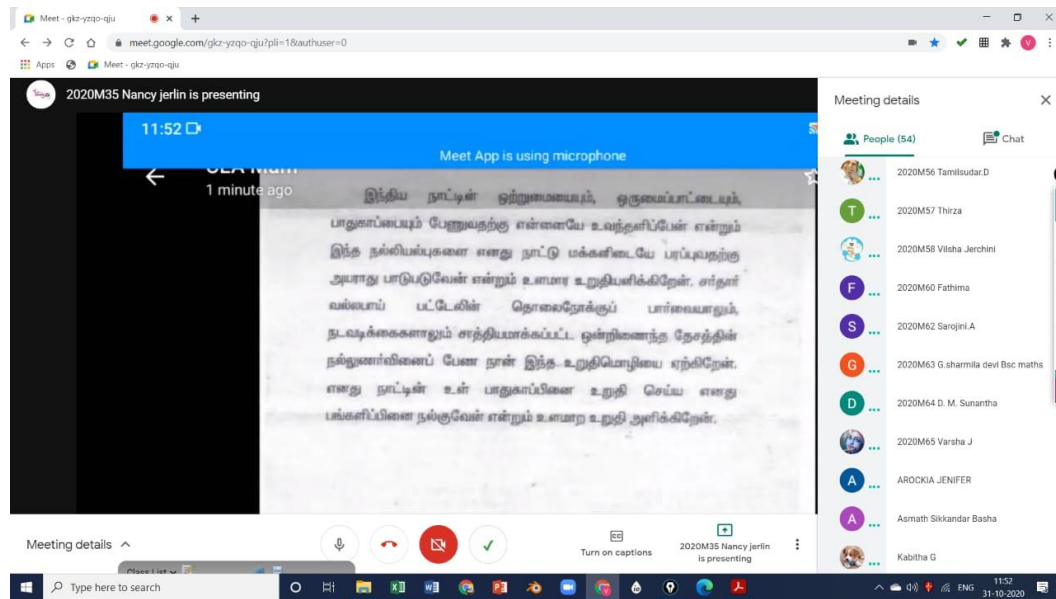 Meet - gkz-yzqo-qju
meet.google.com/gkz-yzqo-qju?pli=1&authuser=0
Apps
Meet - gkz-yzqo-qju
2020M35 Nancy jerlin is presenting
11:52
Meet App is using microphone
1 minute ago
இந்திய நாட்டின் ஒற்றுமையையும், ஒருமைப்பாட்டையும்,
பாதுகாப்பையும் பேணுவதற்கு என்னையே உவந்தளிப்பேன் என்றும்
இந்த நல்லியல்புகளை எனது நாட்டு மக்களிடையே பரப்புவதற்கு
அயராது பாடுபடுவேன் என்றும் உளமார உறுதியளிக்கிறேன். சர்தார்
வல்லபாய் பட்டேலின் தொலைநோக்குப் பார்வையாலும்,
நடவடிக்கைகளாலும் சாத்தியமாக்கப்பட்ட ஒன்றிணைந்த தேசத்தின்
நல்லுணர்வினைப் பேண நான் இந்த உறுதிமொழியை ஏற்கிறேன்.
எனது நாட்டின் உள் பாதுகாப்பினை உறுதி செய்ய எனது
பங்களிப்பினை நல்குவேன் என்றும் உளமாற உறுதி அளிக்கிறேன்.
Meeting details
People (54)
Chat
2020M56 Tamilsudar.D
T
2020M57 Thirza
2020M58 Vilsha Jerchini
F
2020M60 Fathima
S
2020M62 Sarojini.A
G
2020M63 G.sharmila devi Bsc maths
D
2020M64 D. M. Sunantha
2020M65 Varsha J
A
AROCKIA JENIFER
A
Asmath Sikkandar Basha
Kabitha G
Meeting details
Turn on captions
2020M35 Nancy jerlin
is presenting
Class List
Type here to search
ENG
11:52
31-10-2020